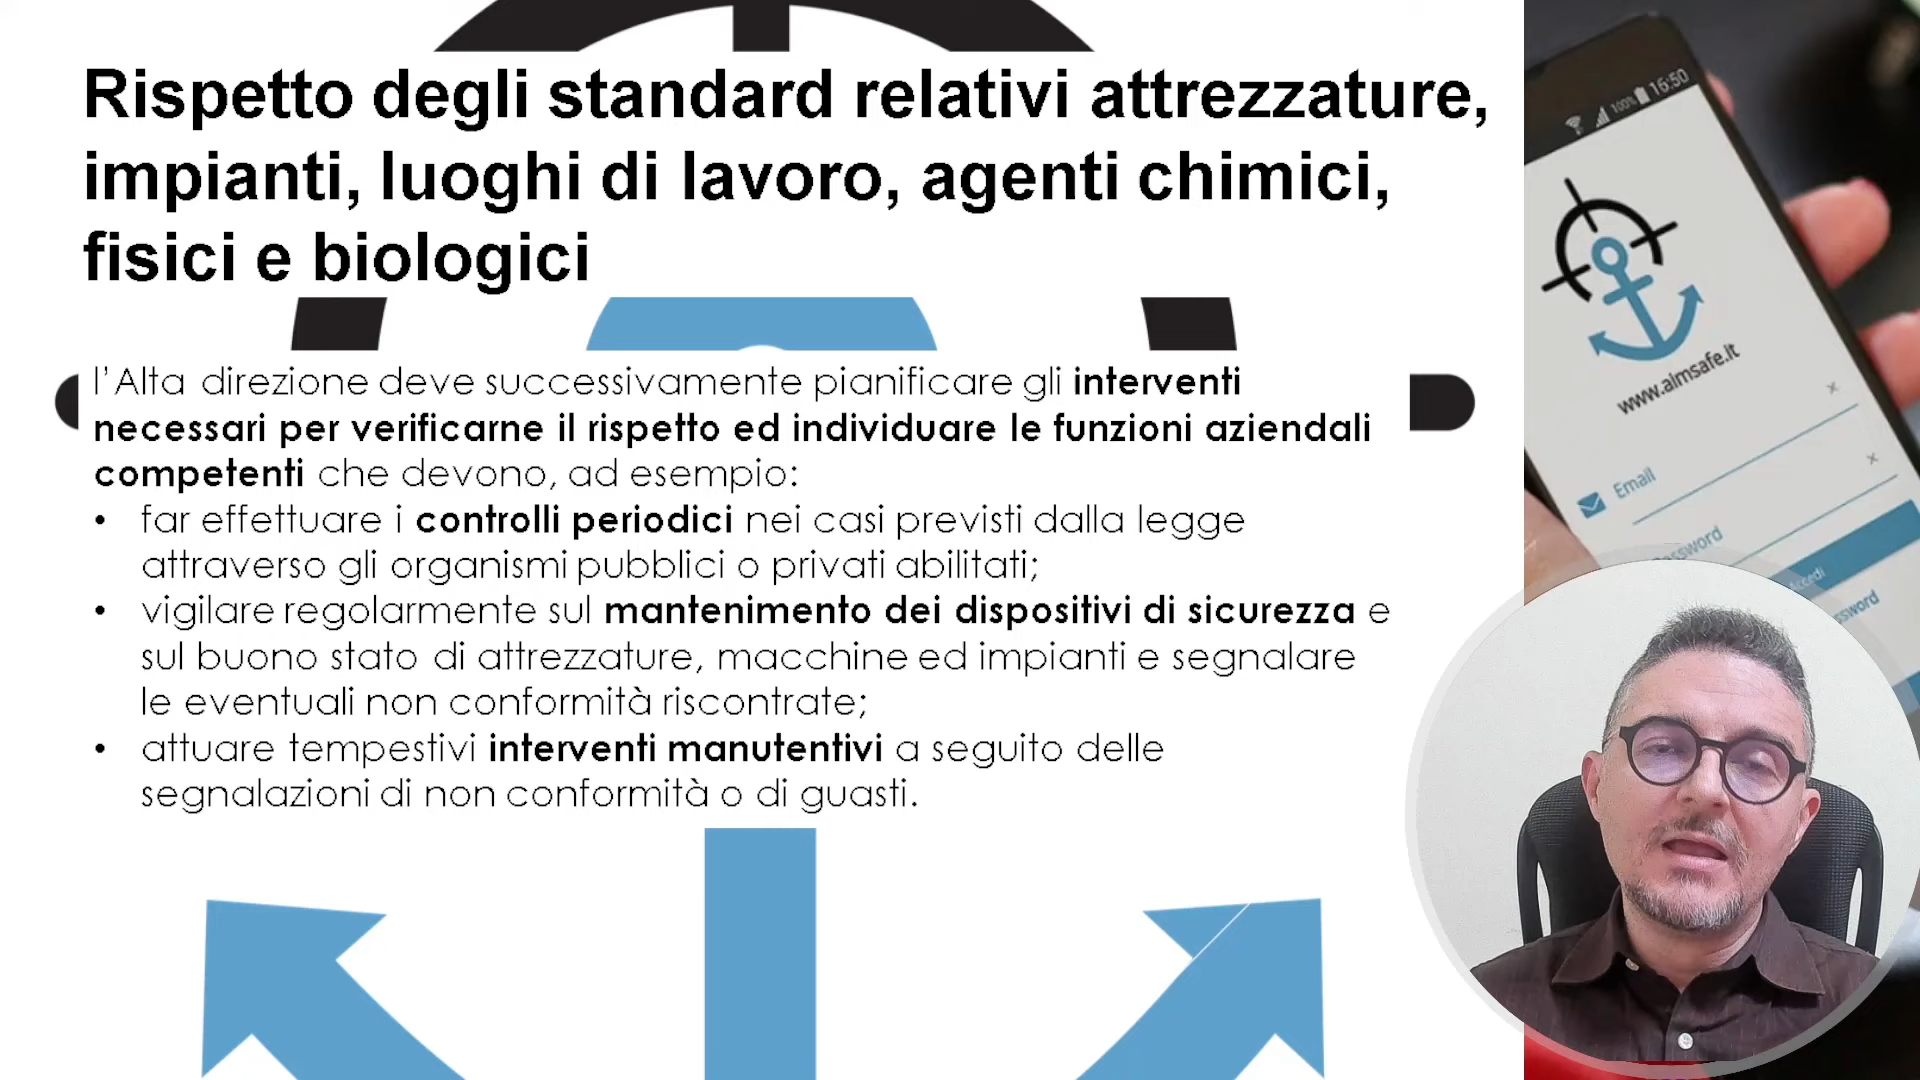 Rispetto degli standard relativi attrezzature,
impianti, luoghi di lavoro, agenti chimici,
fisici e biologici
l'Alta direzione deve successivamente pianificare gli interventi
necessari per verificarne il rispetto ed individuare le funzioni aziendali
competenti che devono, ad esempio:
• far effettuare i controlli periodici nei casi previsti dalla legge
attraverso gli organismi pubblici o privati abilitati;
• vigilare regolarmente sul mantenimento dei dispositivi di sicurezza e
sul buono stato di attrezzature, macchine ed impianti e segnalare
le eventuali non conformità riscontrate;
• attuare tempestivi interventi manutentivi a seguito delle
segnalazioni di non conformità o di guasti.
100% 16:50
www.aimsafe.it
Email